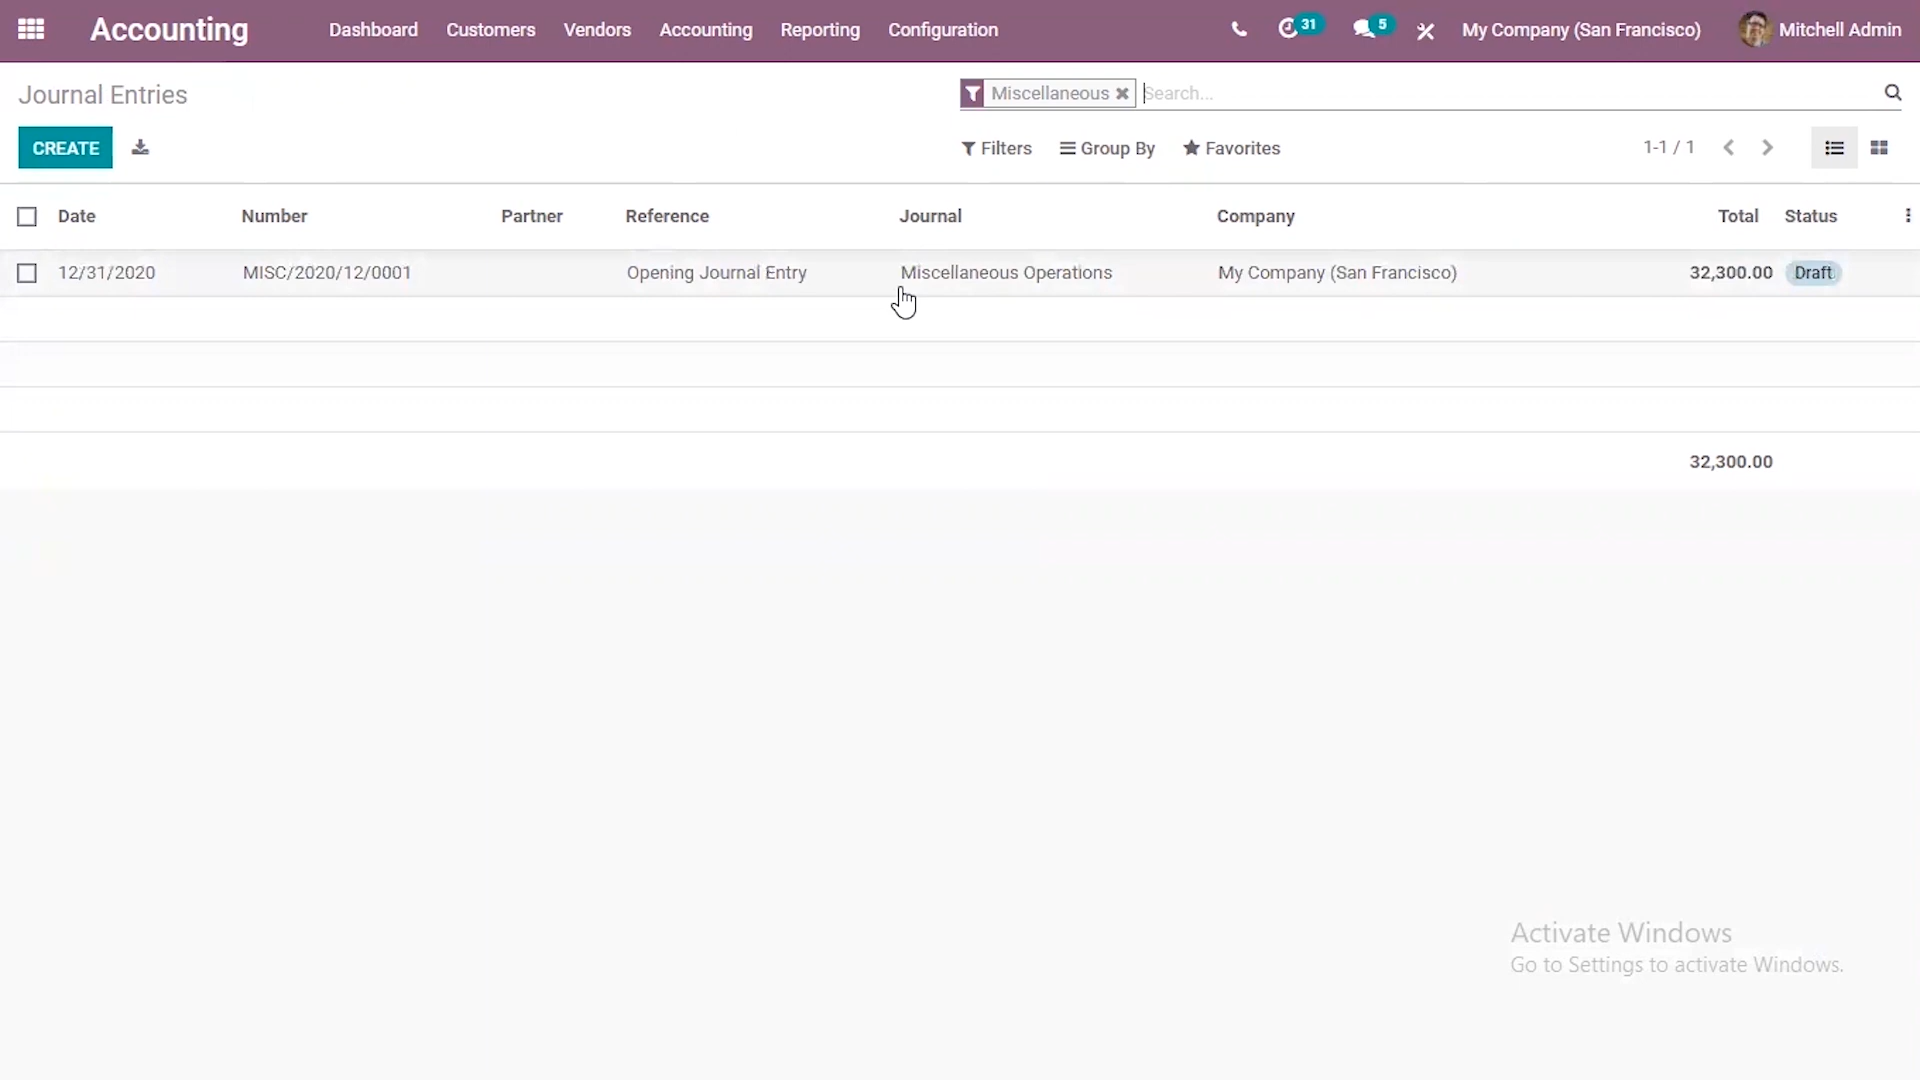 Accounting Dashboard Customers Vendors Accounting Reporting Configuration 31 5 My Company (San Francisco) Mitchell Admin
Journal Entries Miscellaneous Search...
CREATE Filters Group By Favorites 1-1 / 1
Date Number Partner Reference Journal Company Total Status
12/31/2020 MISC/2020/12/0001 Opening Journal Entry Miscellaneous Operations My Company (San Francisco) 32,300.00 Draft
32,300.00
Activate Windows
Go to Settings to activate Windows.